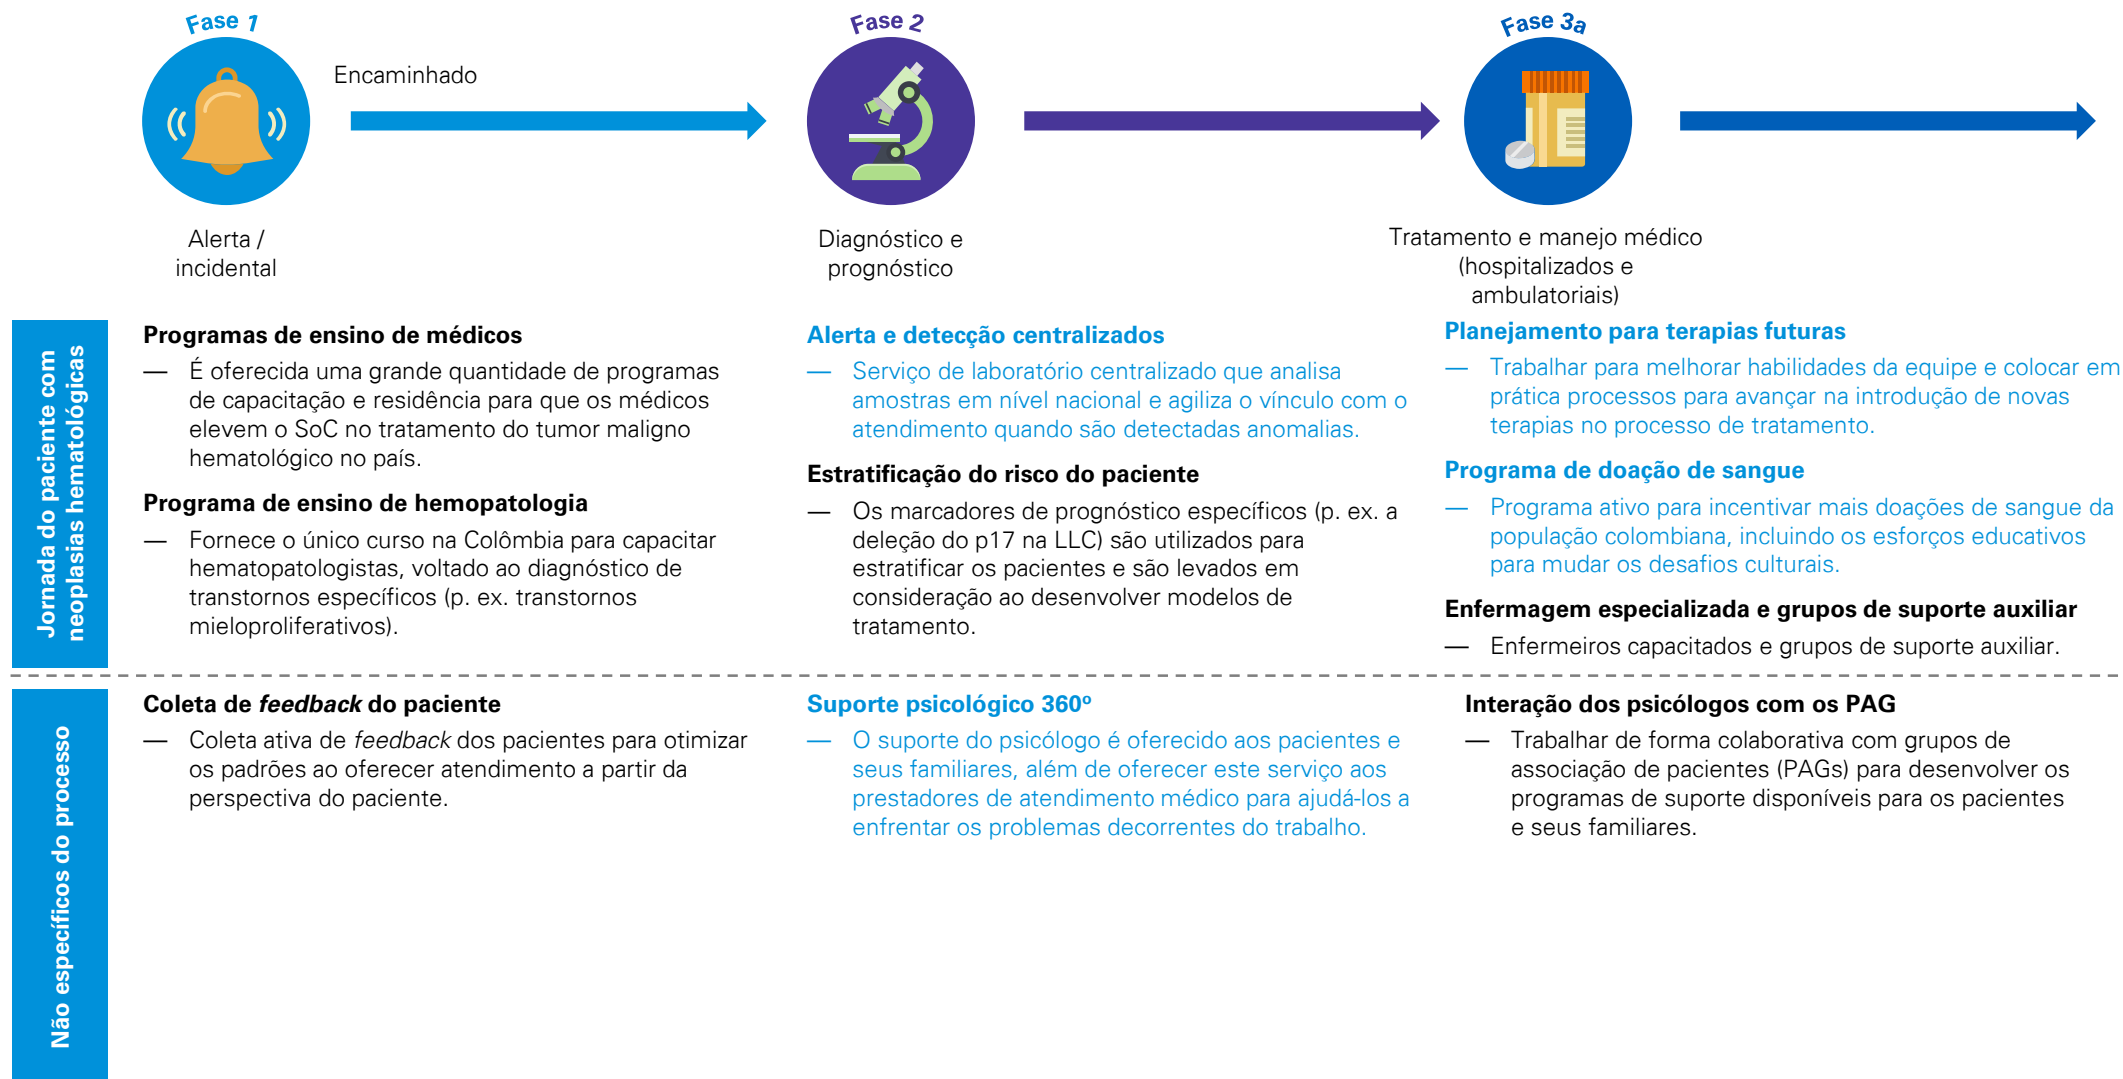 Fase 1
Encaminhado
Alerta /
incidental
Fase 2
Diagnóstico e
prognóstico
Fase 3a
Tratamento e manejo médico
(hospitalizados e
ambulatoriais)
Jornada do paciente com
neoplasias hematológicas
Programas de ensino de médicos
— É oferecida uma grande quantidade de programas
de capacitação e residência para que os médicos
elevem o SoC no tratamento do tumor maligno
hematológico no país.
Programa de ensino de hemopatologia
— Fornece o único curso na Colômbia para capacitar
hematopatologistas, voltado ao diagnóstico de
transtornos específicos (p. ex. transtornos
mieloproliferativos).
Alerta e detecção centralizados
— Serviço de laboratório centralizado que analisa
amostras em nível nacional e agiliza o vínculo com o
atendimento quando são detectadas anomalias.
Estratificação do risco do paciente
— Os marcadores de prognóstico específicos (p. ex. a
deleção do p17 na LLC) são utilizados para
estratificar os pacientes e são levados em
consideração ao desenvolver modelos de
tratamento.
Planejamento para terapias futuras
— Trabalhar para melhorar habilidades da equipe e colocar em
prática processos para avançar na introdução de novas
terapias no processo de tratamento.
Programa de doação de sangue
— Programa ativo para incentivar mais doações de sangue da
população colombiana, incluindo os esforços educativos
para mudar os desafios culturais.
Enfermagem especializada e grupos de suporte auxiliar
— Enfermeiros capacitados e grupos de suporte auxiliar.
Não específicos do processo
Coleta de feedback do paciente
— Coleta ativa de feedback dos pacientes para otimizar
os padrões ao oferecer atendimento a partir da
perspectiva do paciente.
Suporte psicológico 360º
— O suporte do psicólogo é oferecido aos pacientes e
seus familiares, além de oferecer este serviço aos
prestadores de atendimento médico para ajudá-los a
enfrentar os problemas decorrentes do trabalho.
Interação dos psicólogos com os PAG
— Trabalhar de forma colaborativa com grupos de
associação de pacientes (PAGs) para desenvolver os
programas de suporte disponíveis para os pacientes
e seus familiares.